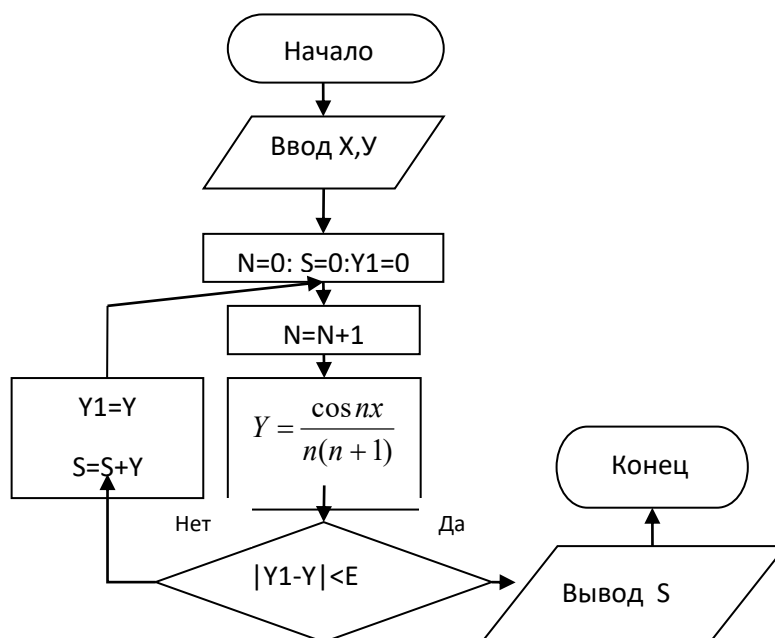 Начало
Ввод X,У
N=0: S=0:Y1=0
N=N+1
Y1=Y
S=S+Y
Y = cos nx / n(n + 1)
Конец
Нет
Да
|Y1-Y|<E
Вывод S